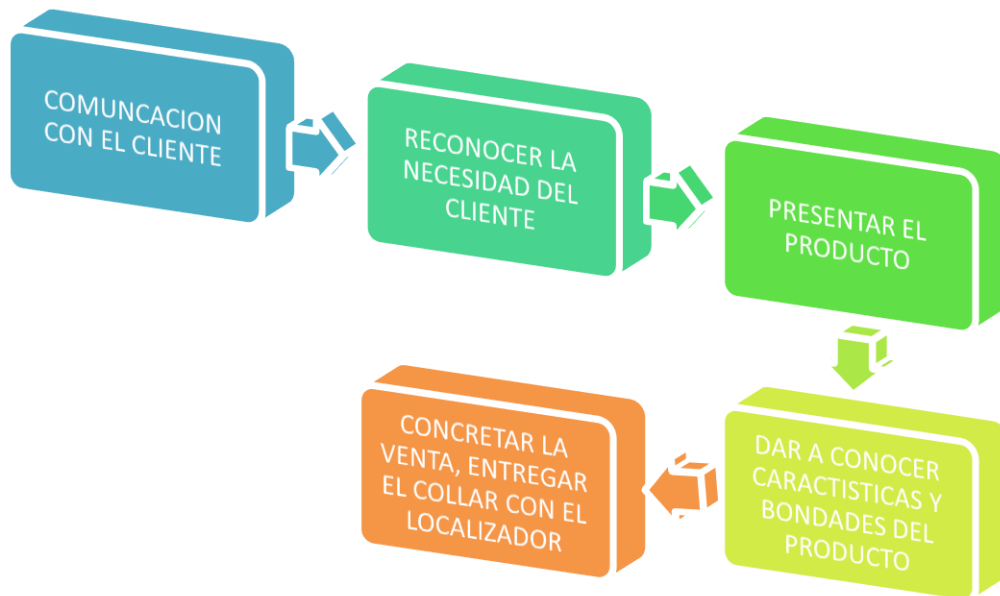 COMUNCACION
CON EL CLIENTE
RECONOCER LA
NECESIDAD DEL
CLIENTE
PRESENTAR EL
PRODUCTO
DAR A CONOCER
CARACTISTICAS Y
BONDADES DEL
PRODUCTO
CONCRETAR LA
VENTA, ENTREGAR
EL COLLAR CON EL
LOCALIZADOR